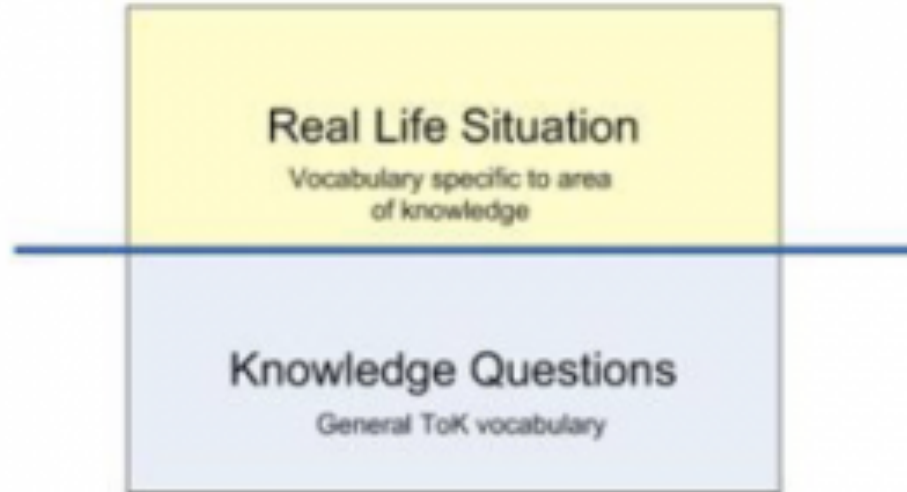 Real Life Situation
Vocabulary specific to area
of knowledge
Knowledge Questions
General ToK vocabulary